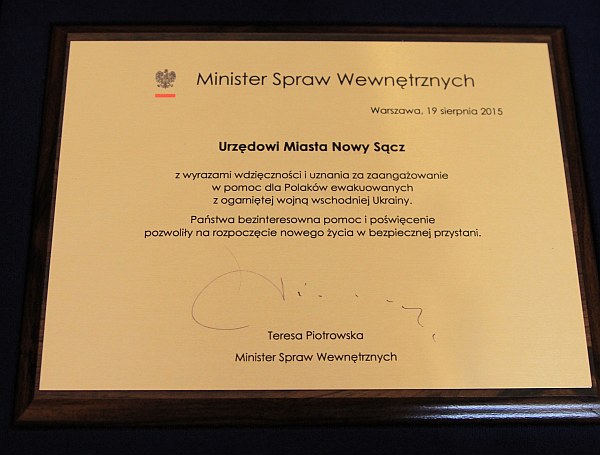 Minister Spraw Wewnętrznych
Warszawa, 19 sierpnia 2015
Urzędowi Miasta Nowy Sącz
z wyrazami wdzięczności i uznania za zaangażowanie
w pomoc dla Polaków ewakuowanych
z ogarniętej wojną wschodniej Ukrainy.
Państwa bezinteresowna pomoc i poświęcenie
pozwoliły na rozpoczęcie nowego życia w bezpiecznej przystani.
Teresa Piotrowska
Minister Spraw Wewnętrznych